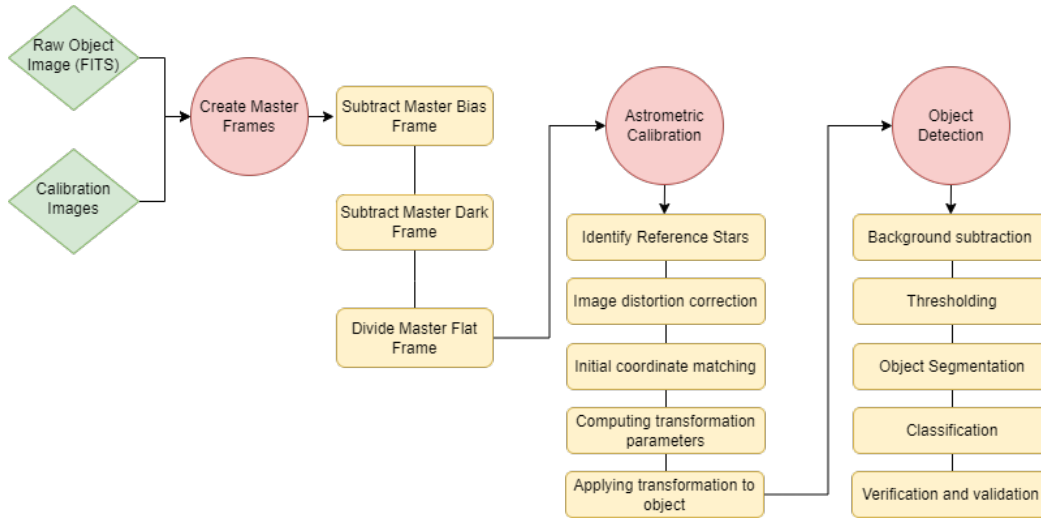 Raw Object
Image (FITS)
Calibration
Images
Create Master
Frames
Subtract Master Bias
Frame
Subtract Master Dark
Frame
Divide Master Flat
Frame
Astrometric
Calibration
Identify Reference Stars
Image distortion correction
Initial coordinate matching
Computing transformation
parameters
Applying transformation to
object
Object
Detection
Background subtraction
Thresholding
Object Segmentation
Classification
Verification and validation